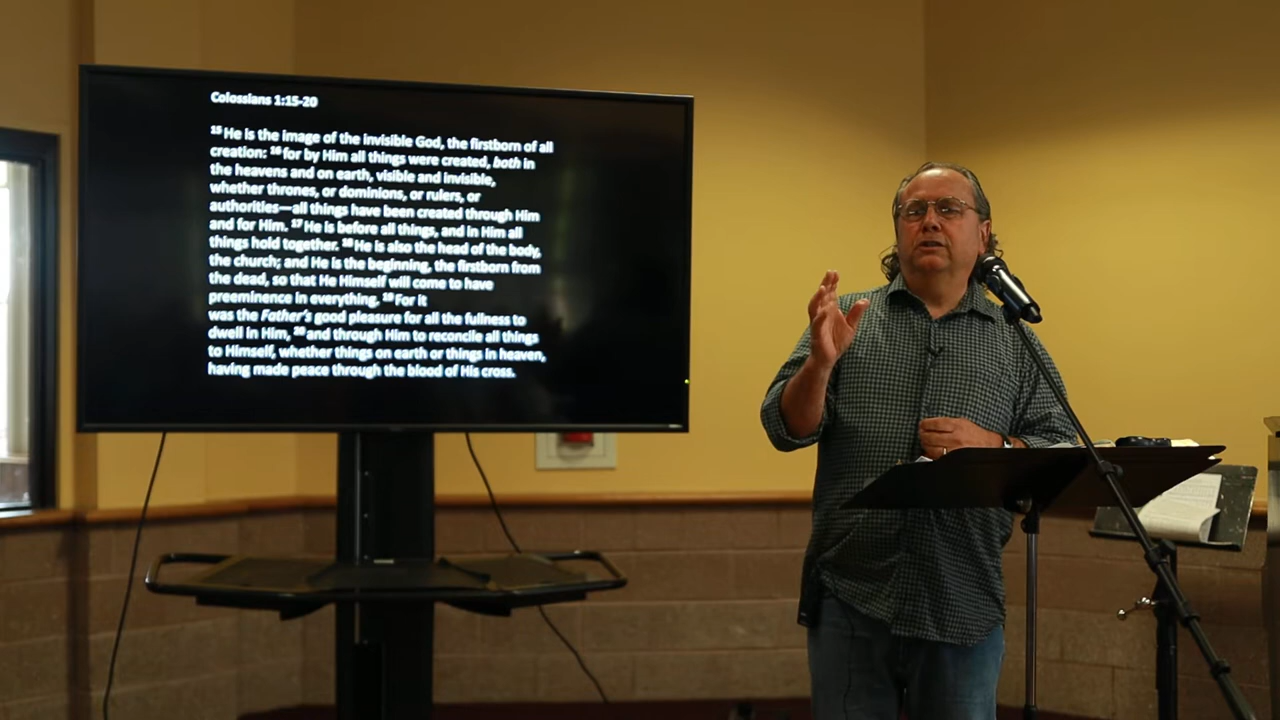 Colossians 1:15-20
15 He is the image of the invisible God, the firstborn of all
creation: 16 for by Him all things were created, both in
the heavens and on earth, visible and invisible,
whether thrones, or dominions, or rulers, or
authorities—all things have been created through Him
and for Him. 17 He is before all things, and in Him all
things hold together. 18 He is also the head of the body,
the church; and He is the beginning, the firstborn from
the dead, so that He Himself will come to have
preeminence in everything. 19 For it
was the Father's good pleasure for all the fullness to
dwell in Him, 20 and through Him to reconcile all things
to Himself, whether things on earth or things in heaven,
having made peace through the blood of His cross.